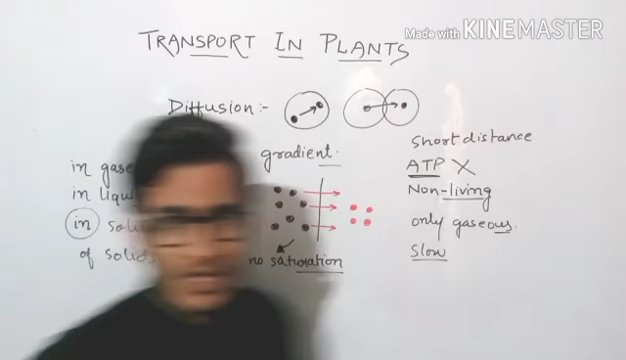 Made with KINEMASTER
TRANSPORT IN PLANTS
Diffusion :-
gradient.
in
in
in
of solids
no saturation
Short distance
ATP X
Non-living
only gaseous.
Slow